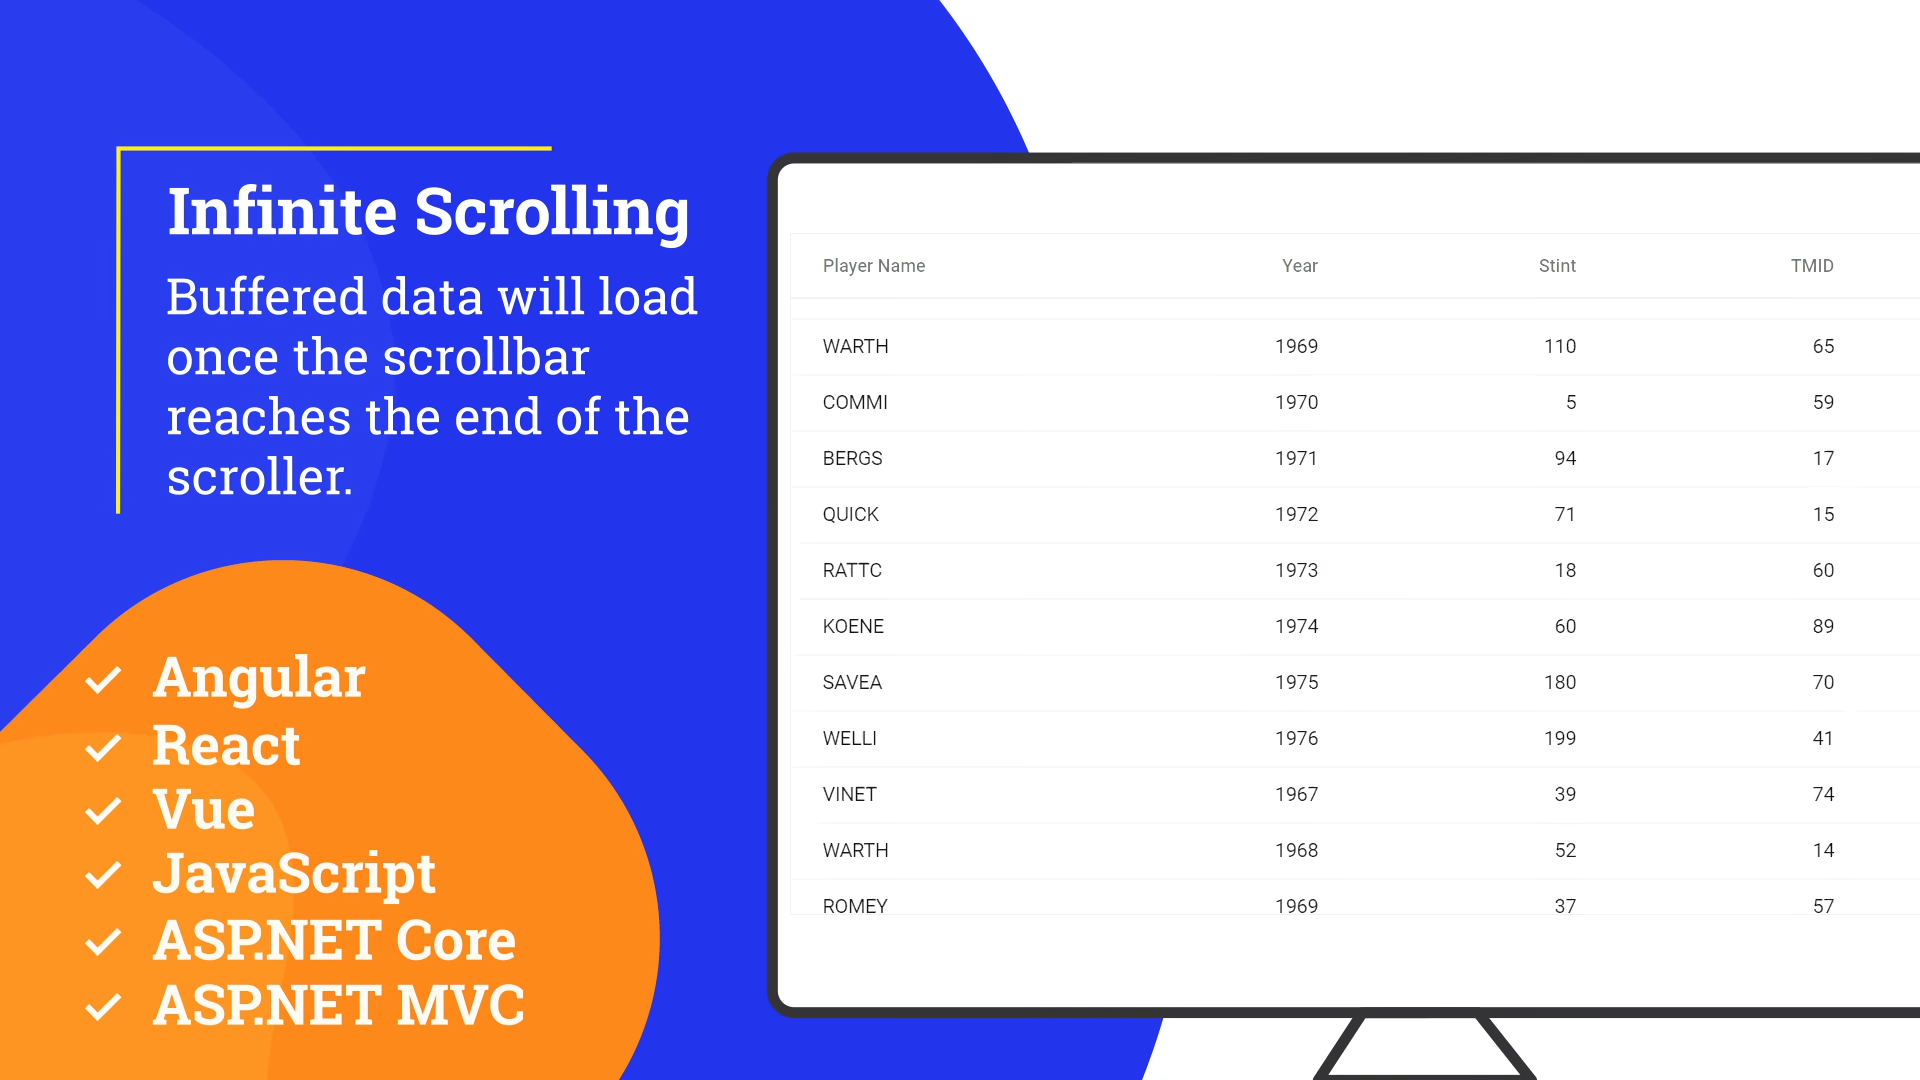 Infinite Scrolling
Buffered data will load
once the scrollbar
reaches the end of the
scroller.
Angular
React
Vue
JavaScript
ASP.NET Core
ASP.NET MVC
Player Name Year Stint TMID
WARTH 1969 110 65
COMMI 1970 5 59
BERGS 1971 94 17
QUICK 1972 71 15
RATTC 1973 18 60
KOENE 1974 60 89
SAVEA 1975 180 70
WELLI 1976 199 41
VINET 1967 39 74
WARTH 1968 52 14
ROMEY 1969 37 57